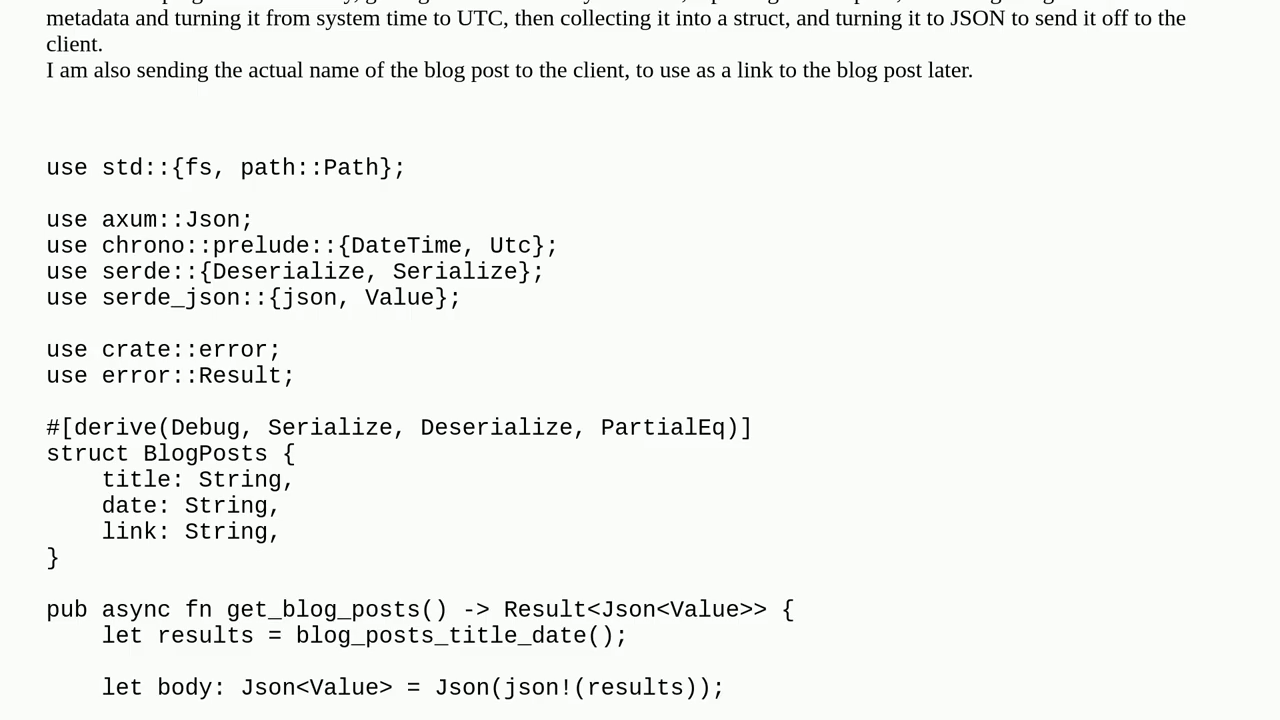 metadata and turning it from system time to UTC, then collecting it into a struct, and turning it to JSON to send it off to the
client.
I am also sending the actual name of the blog post to the client, to use as a link to the blog post later.
use std::{fs, path::Path};
use axum::Json;
use chrono::prelude::{DateTime, Utc};
use serde::{Deserialize, Serialize};
use serde_json::{json, Value};
use crate::error;
use error::Result;
#[derive(Debug, Serialize, Deserialize, PartialEq)]
struct BlogPosts {
    title: String,
    date: String,
    link: String,
}
pub async fn get_blog_posts() -> Result<Json<Value>> {
    let results = blog_posts_title_date();
    let body: Json<Value> = Json(json!(results));